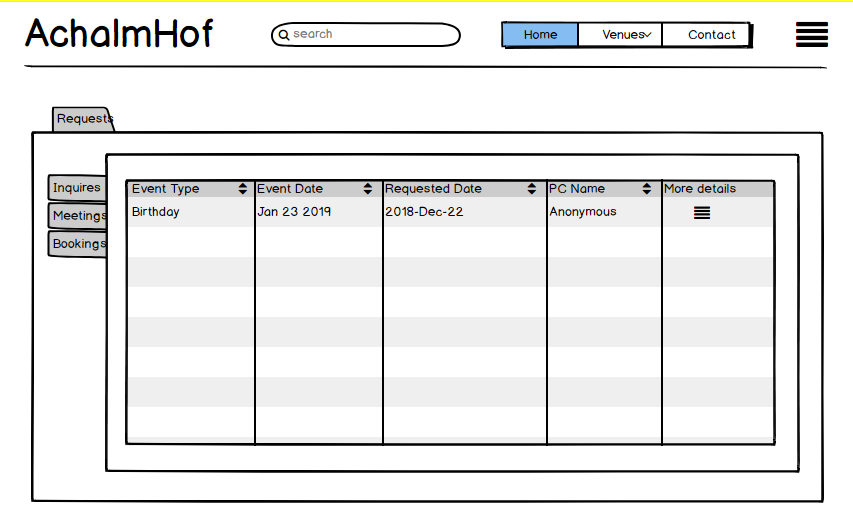 AchalmHof
search
Home Venues Contact
Requests
Inquires
Meetings
Bookings
Event Type Event Date Requested Date PC Name More details
Birthday Jan 23 2019 2018-Dec-22 Anonymous